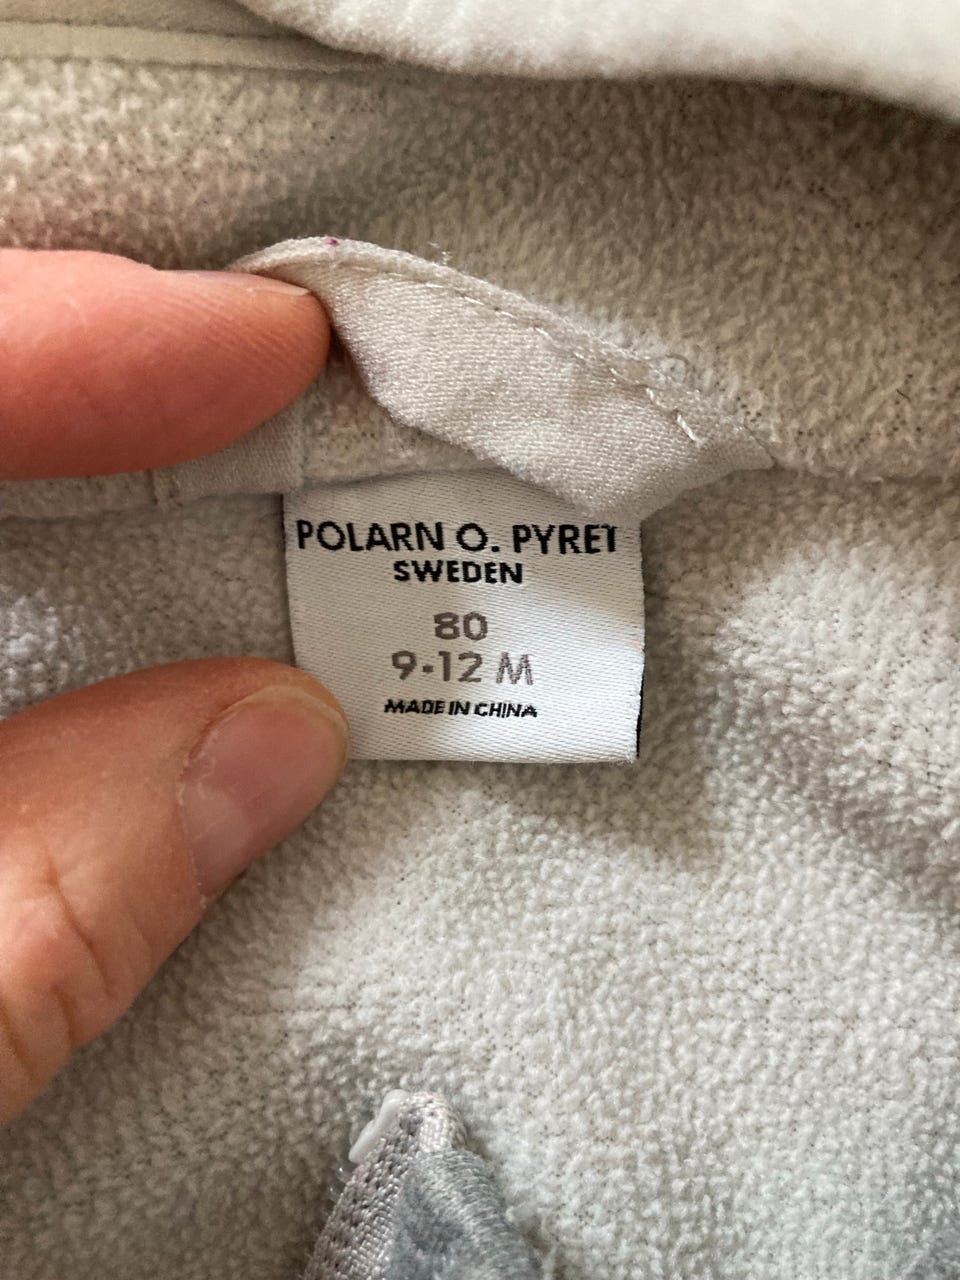 POLARN O. PYRET
SWEDEN
80
9-12 M
MADE IN CHINA